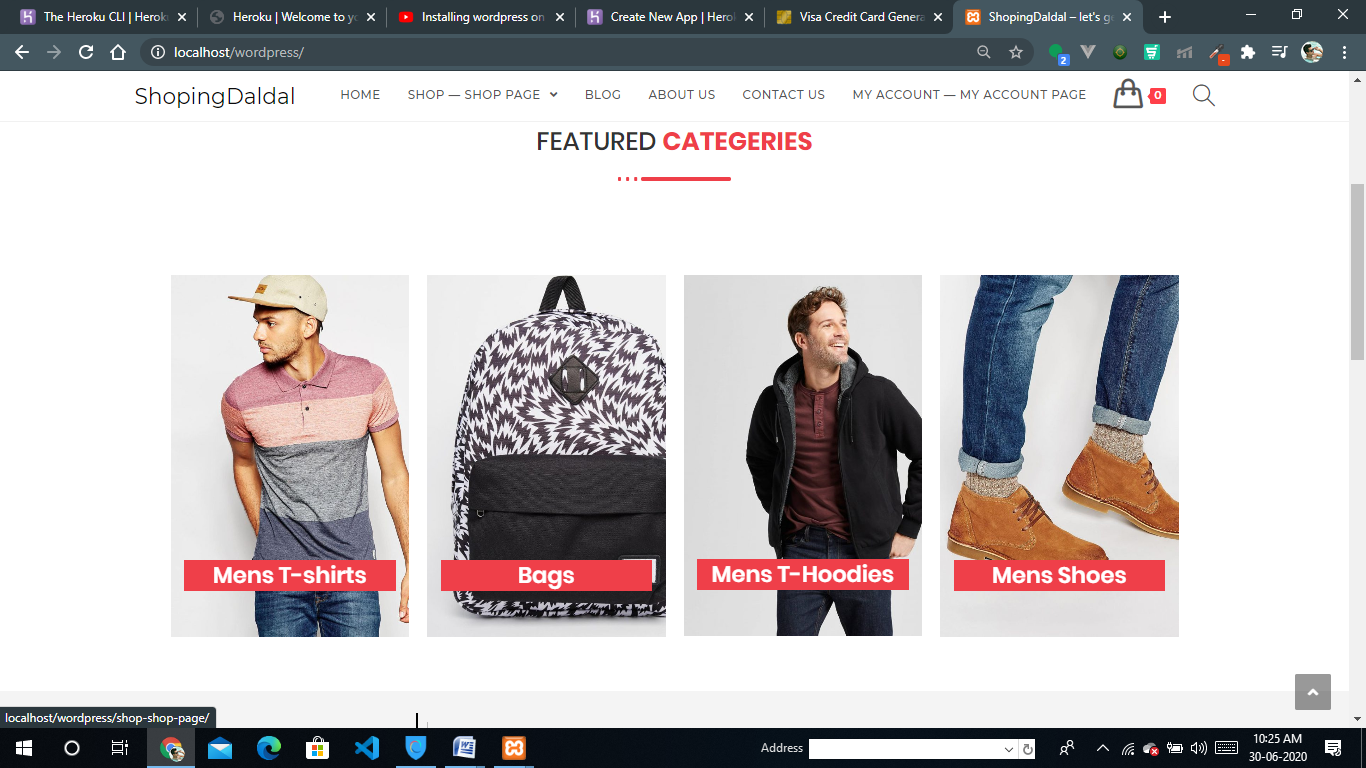 The Heroku CLI | Heroku
Heroku | Welcome to yo
Installing wordpress on
Create New App | Herok
Visa Credit Card Genera
ShopingDaldal – let's ge
localhost/wordpress/
2
-
ShopingDaldal
HOME
SHOP — SHOP PAGE
BLOG
ABOUT US
CONTACT US
MY ACCOUNT — MY ACCOUNT PAGE
0
FEATURED CATEGERIES
Mens T-shirts
Bags
Mens T-Hoodies
Mens Shoes
localhost/wordpress/shop-shop-page/
Address
10:25 AM
30-06-2020